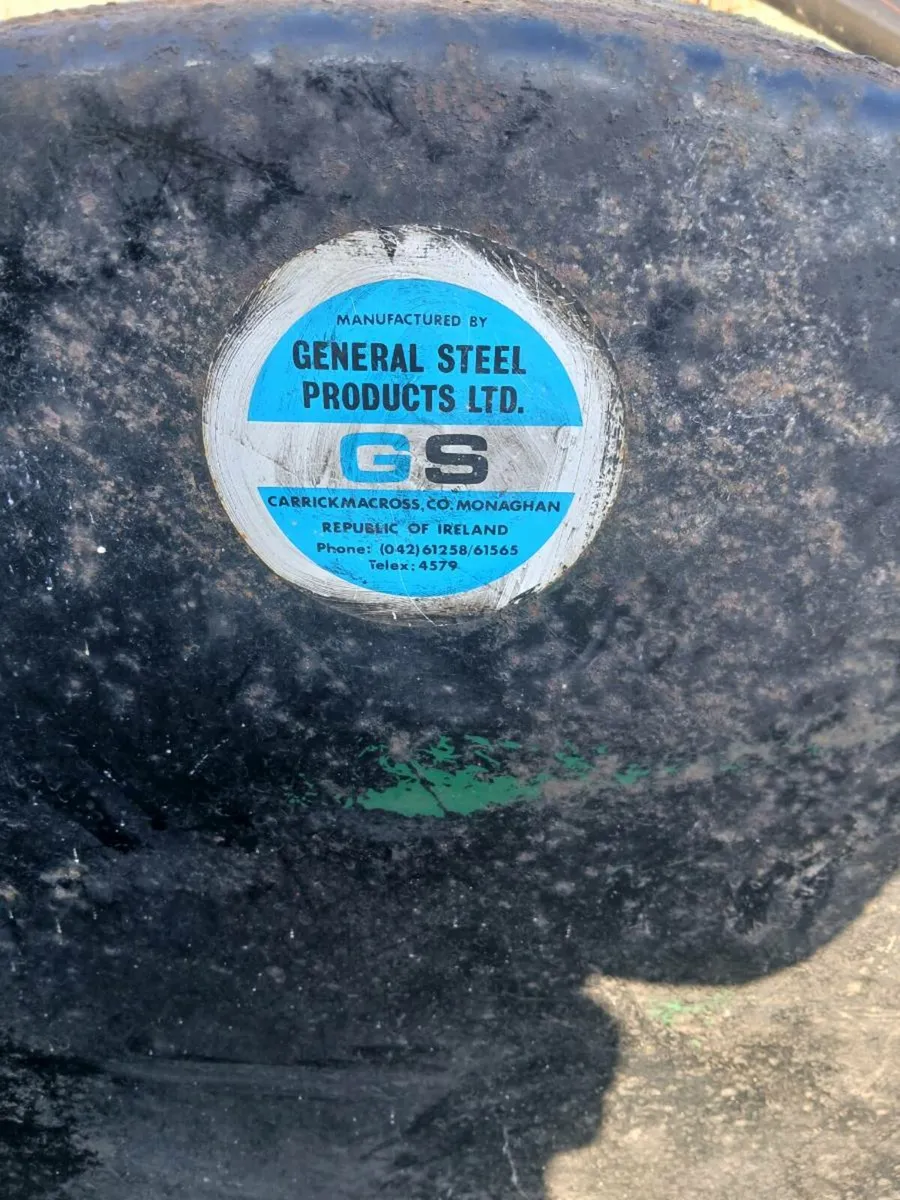 MANUFACTURED BY
GENERAL STEEL
PRODUCTS LTD.
GS
CARRICKMACROSS, CO. MONAGHAN
REPUBLIC OF IRELAND
Phone: (042) 61258/61565
Telex: 4579